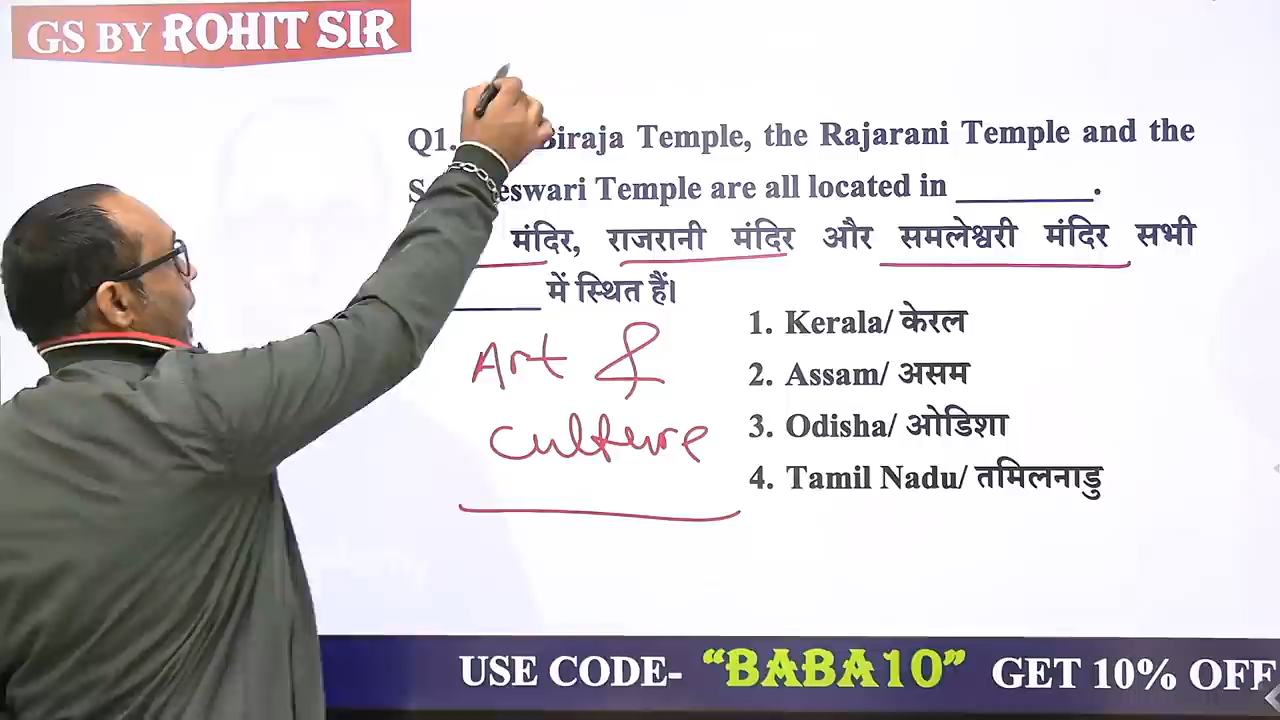 GS BY ROHIT SIR
Q1. Biraja Temple, the Rajarani Temple and the
eswari Temple are all located in ________.
मंदिर, राजरानी मंदिर और समलेश्वरी मंदिर सभी
______ में स्थित हैं।
Art &
culture
1. Kerala/ केरल
2. Assam/ असम
3. Odisha/ ओडिशा
4. Tamil Nadu/ तमिलनाडु
USE CODE- “BABA10” GET 10% OFF